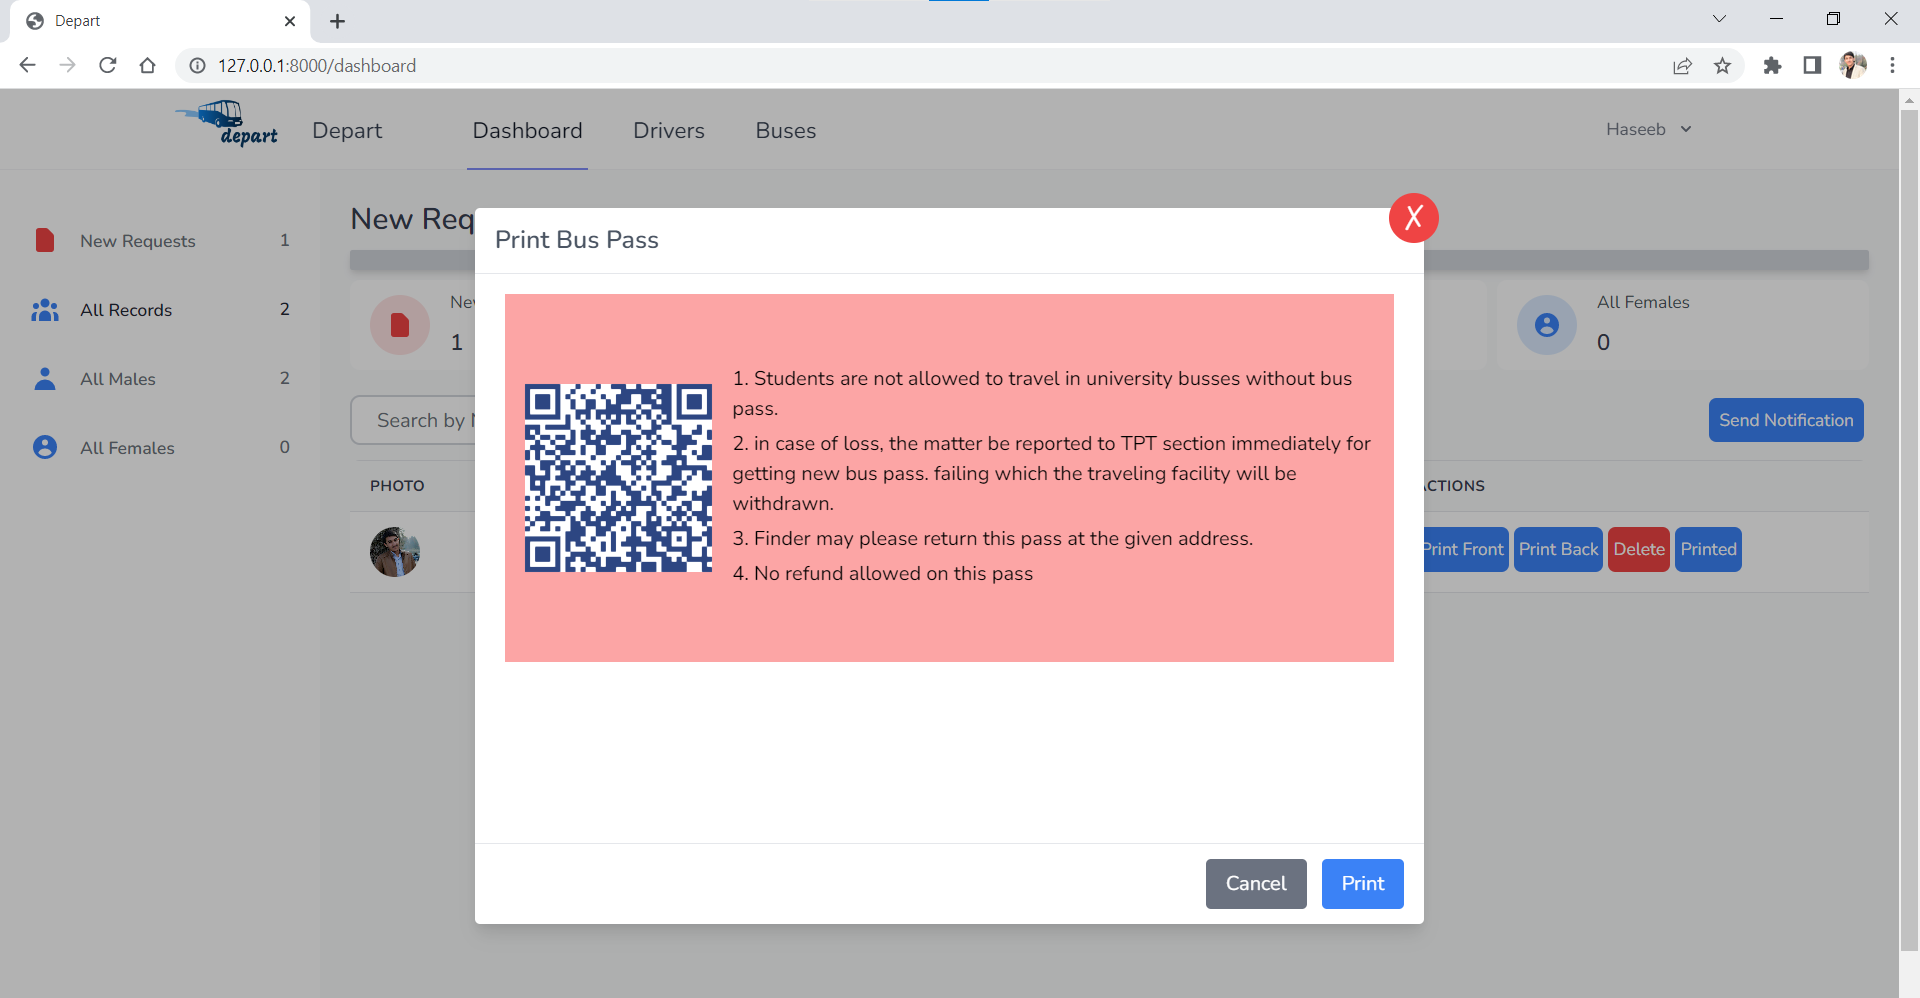 Depart
127.0.0.1:8000/dashboard
depart
Depart
Dashboard
Drivers
Buses
Haseeb
New Requests 1
All Records 2
All Males 2
All Females 0
New Req
1
All Females
0
Search by
Send Notification
PHOTO
CTIONS
Print Front
Print Back
Delete
Printed
Print Bus Pass
X
1. Students are not allowed to travel in university busses without bus
pass.
2. in case of loss, the matter be reported to TPT section immediately for
getting new bus pass. failing which the traveling facility will be
withdrawn.
3. Finder may please return this pass at the given address.
4. No refund allowed on this pass
Cancel
Print